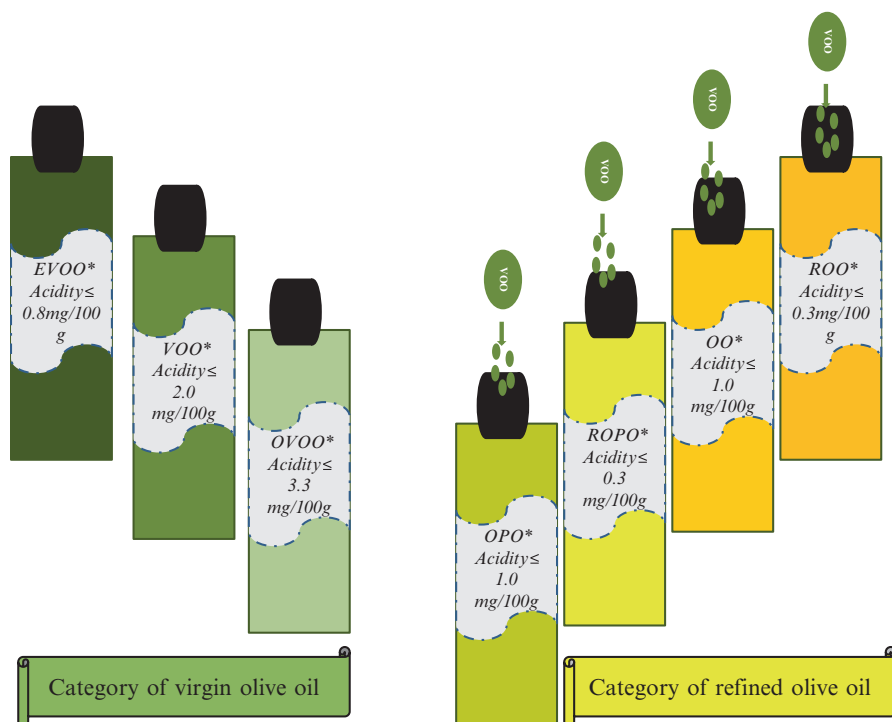 EVOO*
Acidity≤
0.8mg/100
g
VOO*
Acidity≤
2.0
mg/100g
OVOO*
Acidity≤
3.3
mg/100g
Category of virgin olive oil
VOO
OPO*
Acidity≤
1.0
mg/100g
VOO
ROPO*
Acidity≤
0.3
mg/100g
VOO
OO*
Acidity≤
1.0
mg/100g
VOO
ROO*
Acidity≤
0.3mg/100
g
Category of refined olive oil